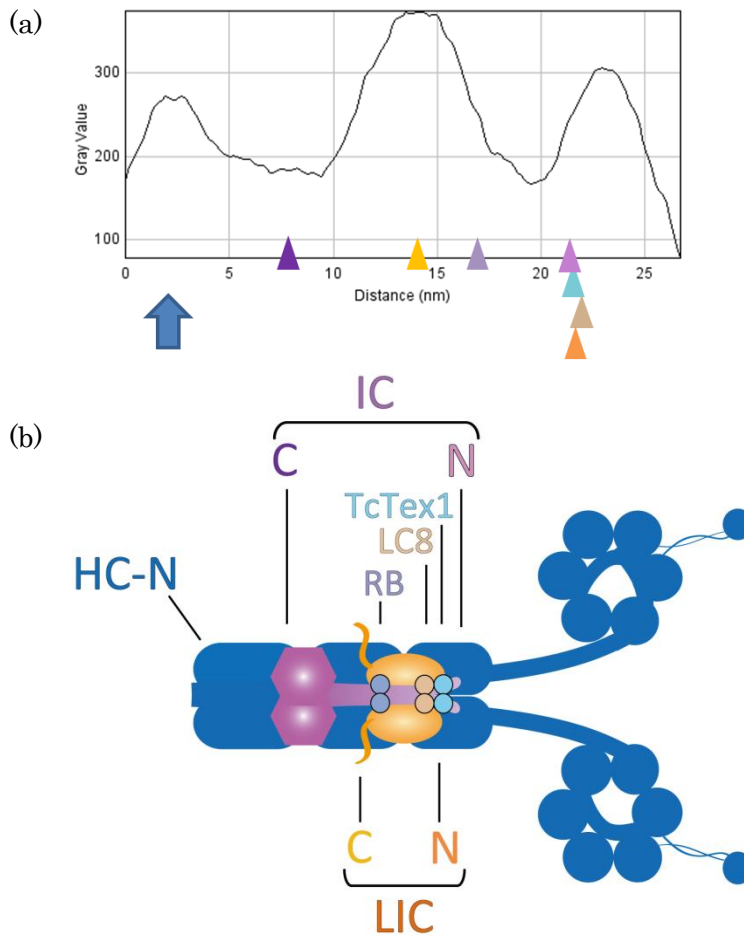 (a)
Gray Value
300
200
100
0
5
10
15
20
25
Distance (nm)
(b)
IC
C
N
TcTex1
LC8
HC-N
RB
C
N
LIC